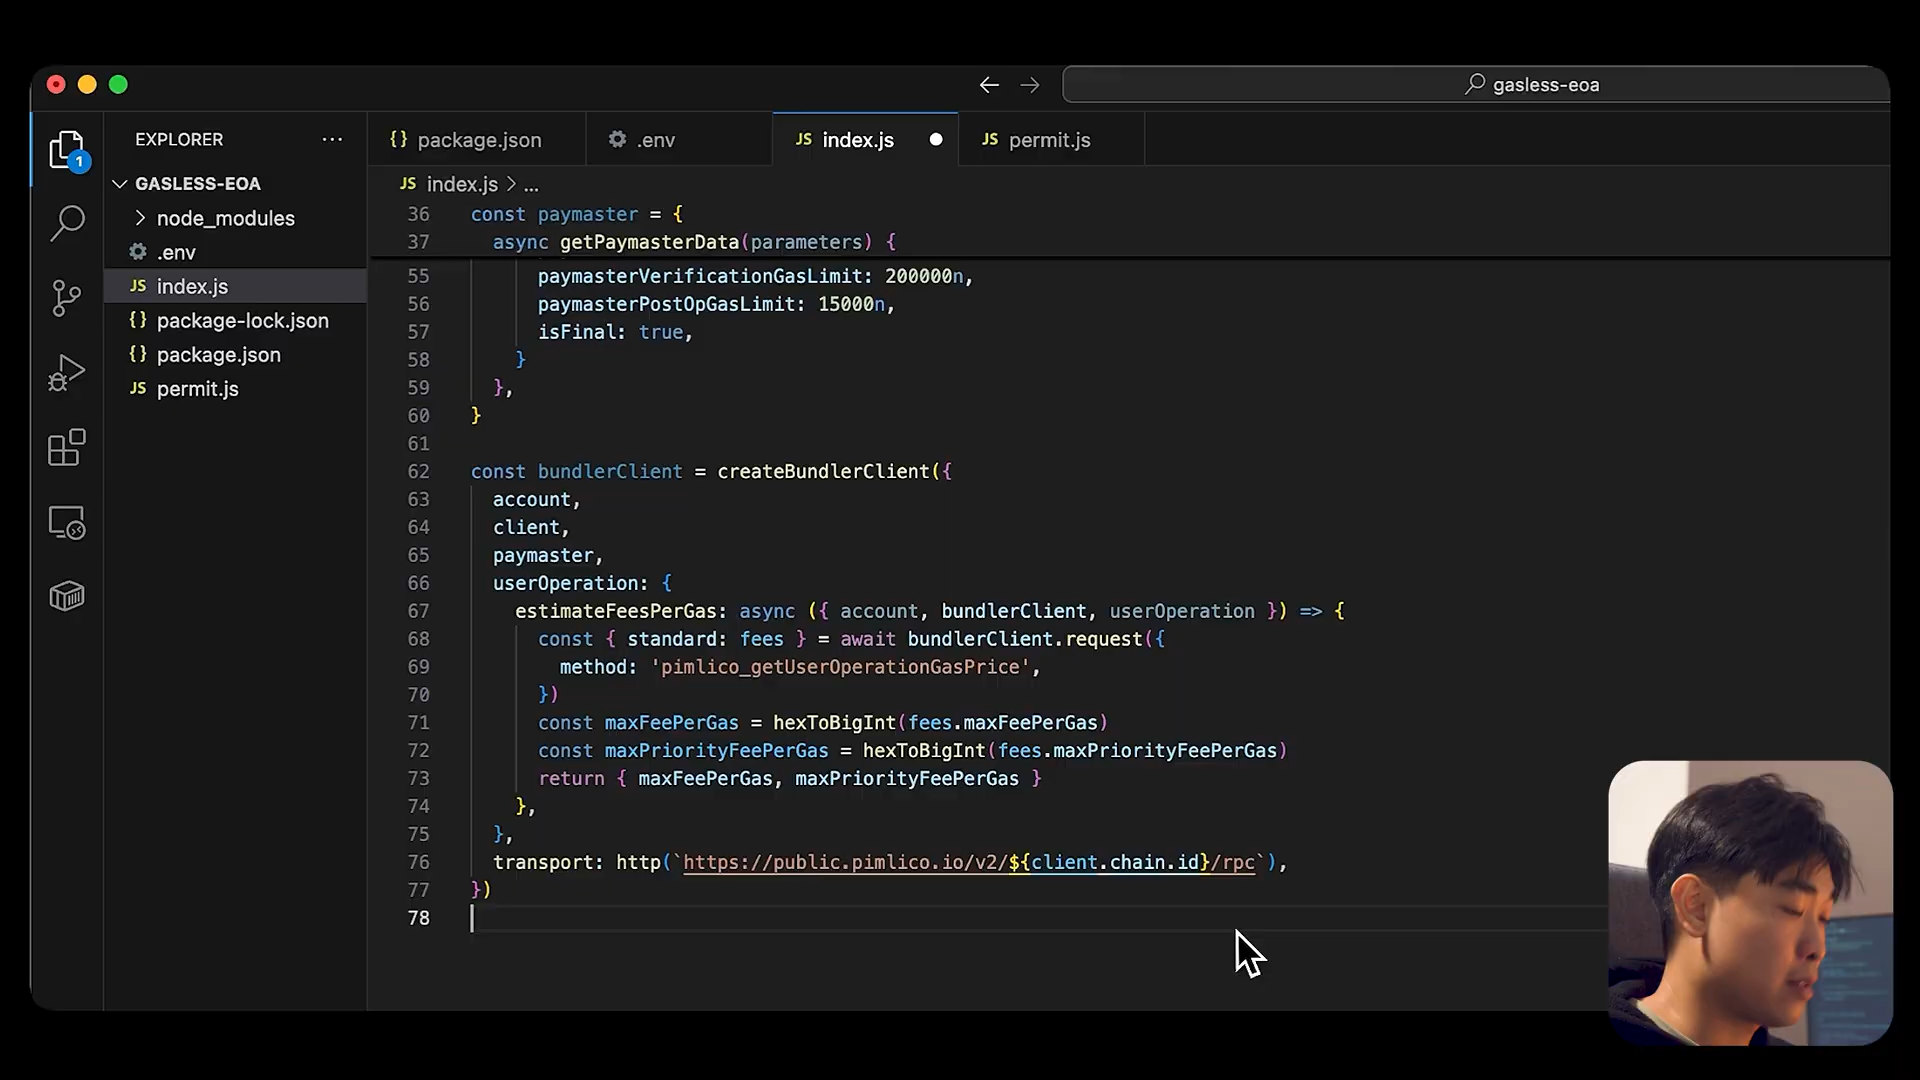 gasless-eoa
EXPLORER
GASLESS-EOA
node_modules
.env
index.js
package-lock.json
package.json
permit.js
1
{} package.json
.env
JS index.js
JS permit.js
JS index.js > ...
36 const paymaster = {
37   async getPaymasterData(parameters) {
55       paymasterVerificationGasLimit: 200000n,
56       paymasterPostOpGasLimit: 15000n,
57       isFinal: true,
58     }
59   },
60 }
61
62 const bundlerClient = createBundlerClient({
63   account,
64   client,
65   paymaster,
66   userOperation: {
67     estimateFeesPerGas: async ({ account, bundlerClient, userOperation }) => {
68       const { standard: fees } = await bundlerClient.request({
69         method: 'pimlico_getUserOperationGasPrice',
70       })
71       const maxFeePerGas = hexToBigInt(fees.maxFeePerGas)
72       const maxPriorityFeePerGas = hexToBigInt(fees.maxPriorityFeePerGas)
73       return { maxFeePerGas, maxPriorityFeePerGas }
74     },
75   },
76   transport: http(`https://public.pimlico.io/v2/${client.chain.id}/rpc`),
77 })
78